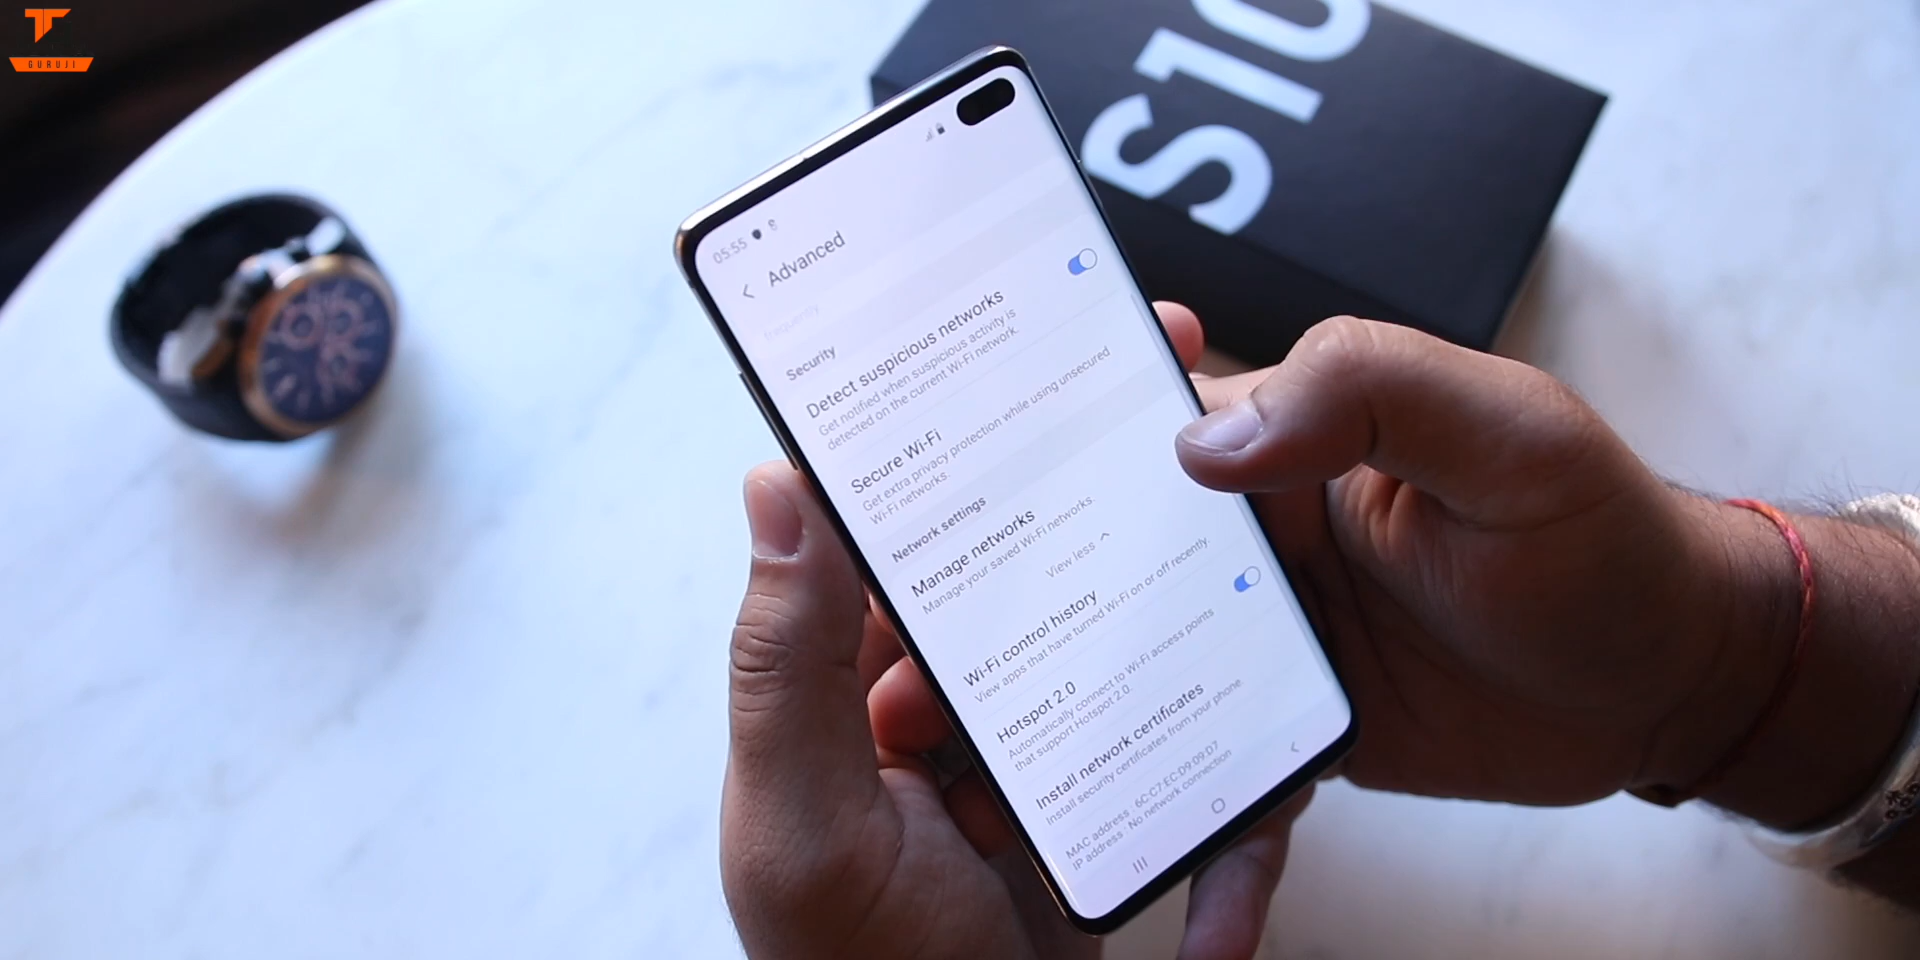 T
GURUJI
S10
05:55
Advanced
frequently
Security
Detect suspicious networks
Get notified when suspicious activity is
detected on the current Wi-Fi network.
Secure Wi-Fi
Get extra privacy protection while using unsecured
Wi-Fi networks.
Network settings
Manage networks
Manage your saved Wi-Fi networks.
View less
Wi-Fi control history
View apps that have turned Wi-Fi on or off recently.
Hotspot 2.0
Automatically connect to Wi-Fi access points
that support Hotspot 2.0.
Install network certificates
Install security certificates from your phone.
MAC address : 6C:C7:EC:D9:09:D7
IP address : No network connection